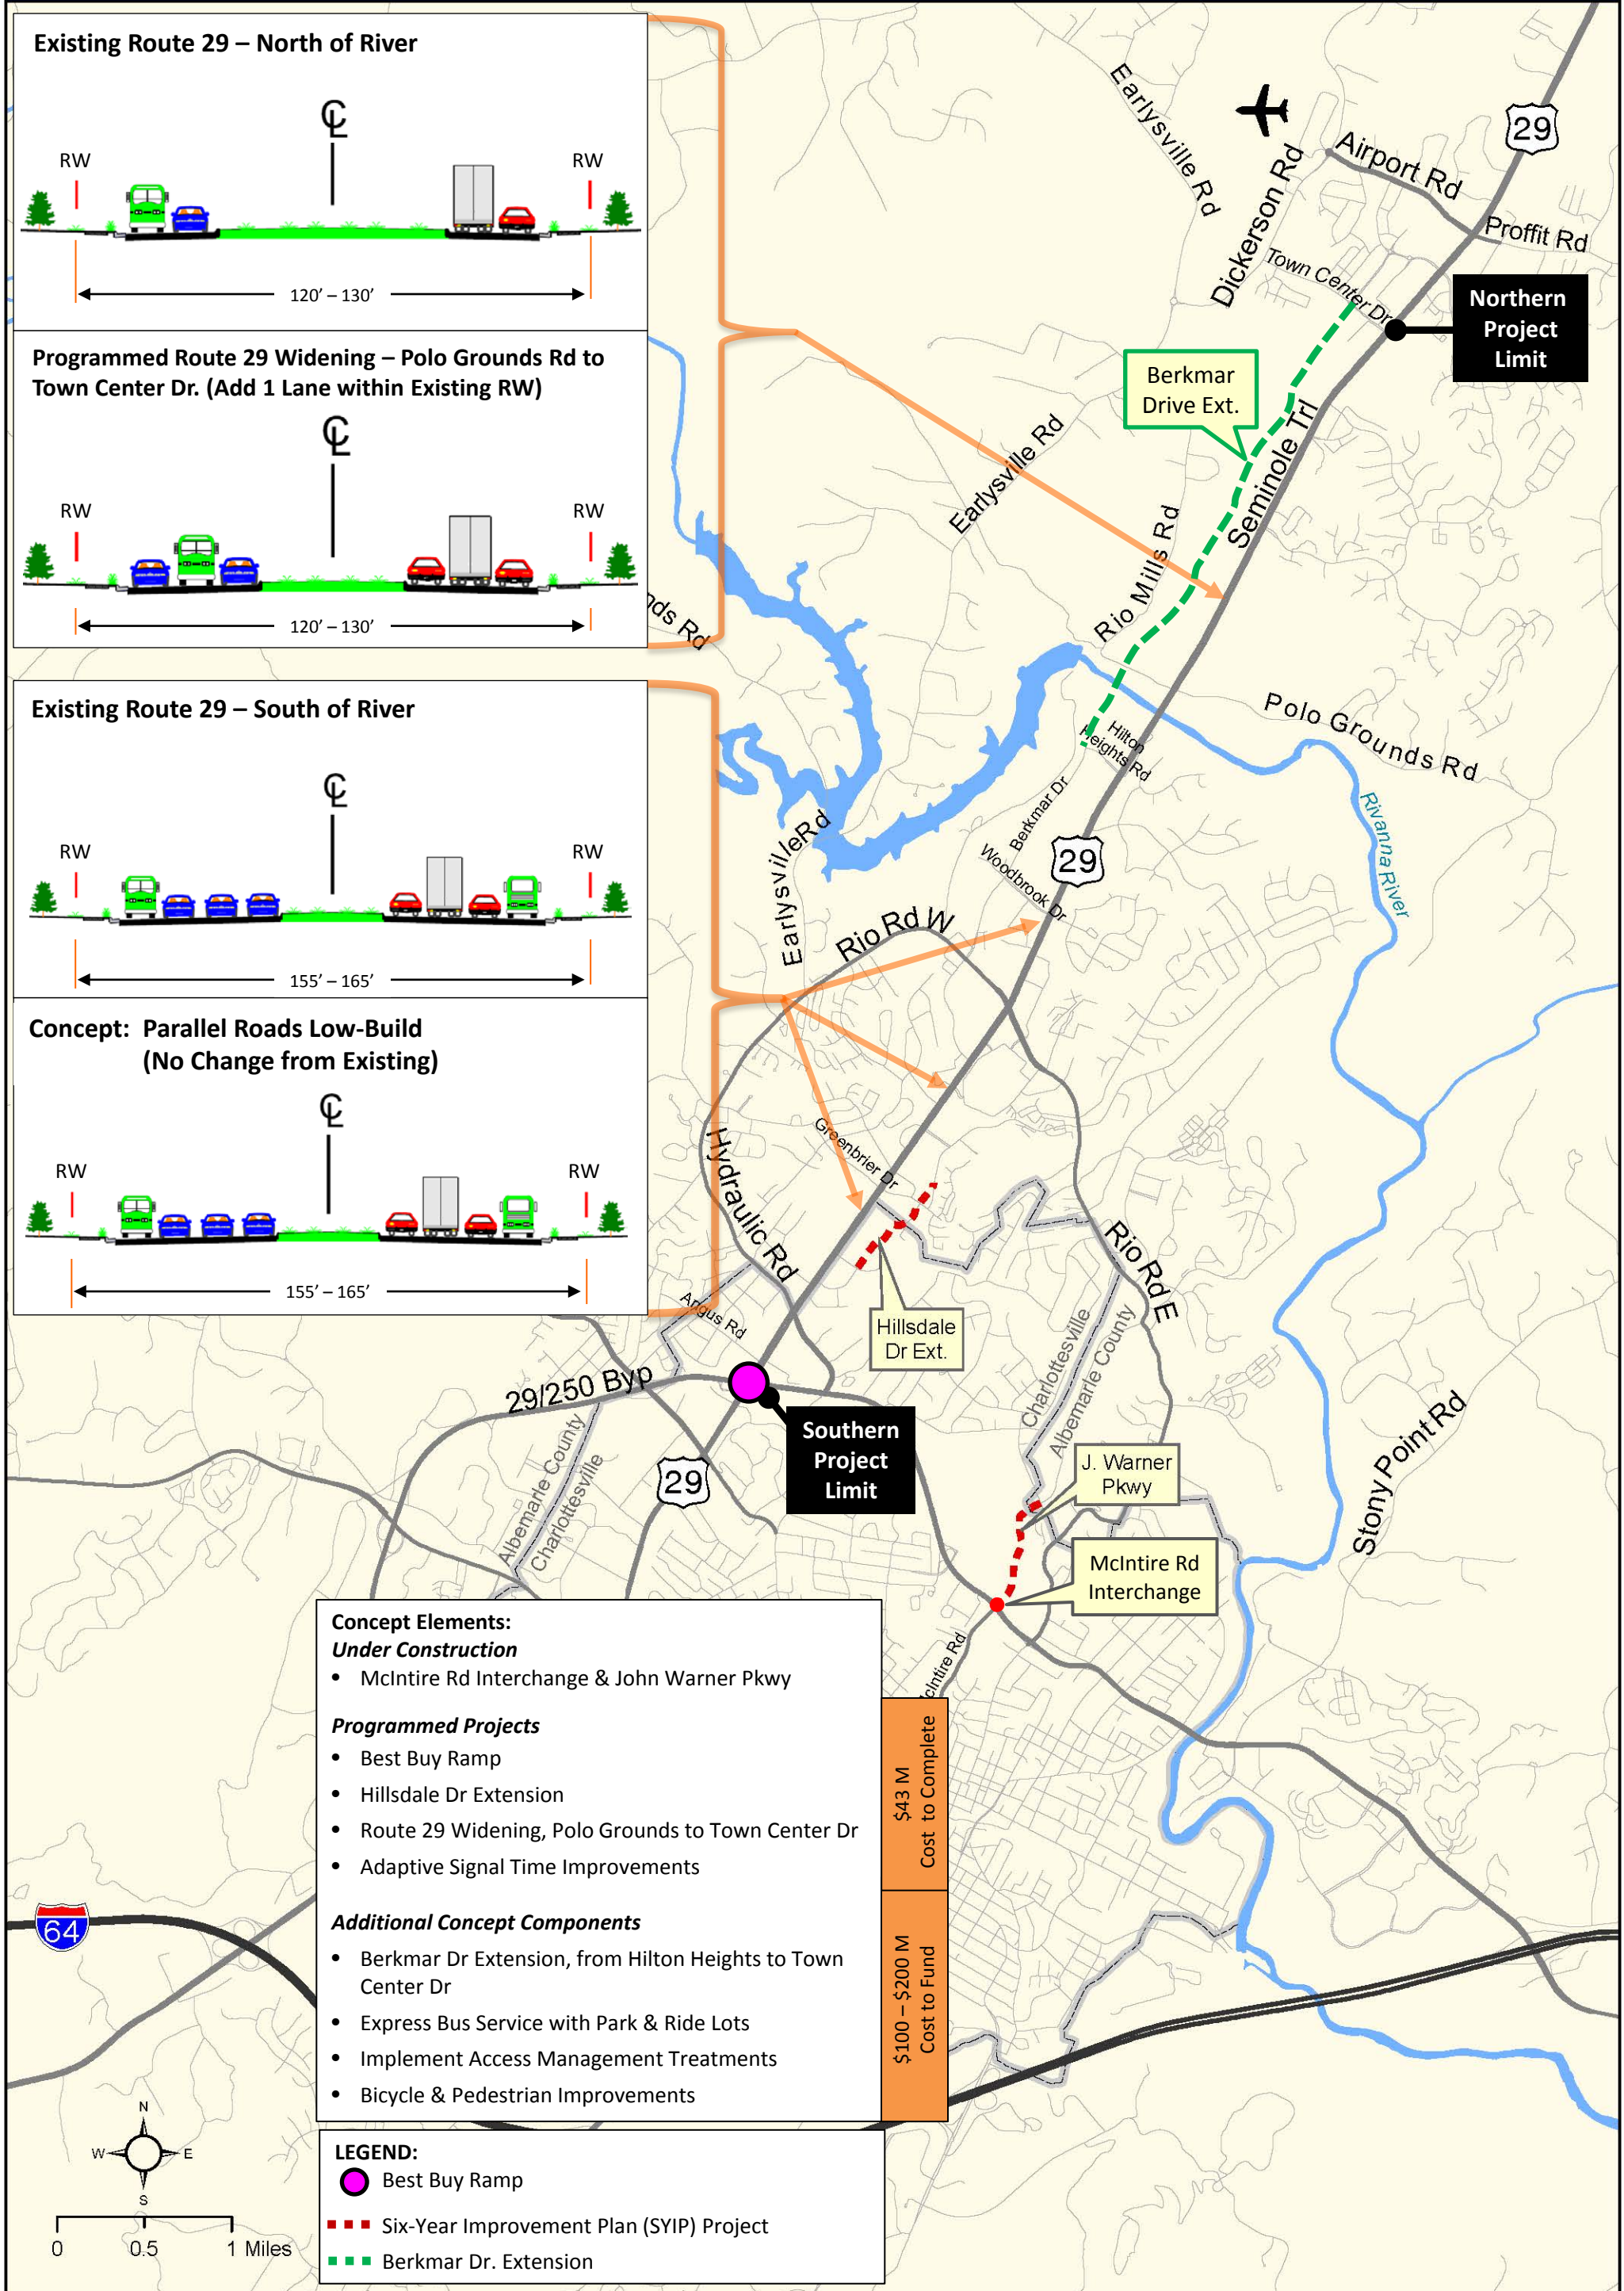 Existing Route 29 – North of River
CL
RW
RW
120’ – 130’
Programmed Route 29 Widening – Polo Grounds Rd to
Town Center Dr. (Add 1 Lane within Existing RW)
CL
RW
RW
120’ – 130’
Existing Route 29 – South of River
CL
RW
RW
155’ – 165’
Concept: Parallel Roads Low-Build
(No Change from Existing)
CL
RW
RW
155’ – 165’
Earlysville Rd
29
Airport Rd
Dickerson Rd
Proffit Rd
Town Center Dr
Northern
Project
Limit
Berkmar
Drive Ext.
Seminole Trl
Earlysville Rd
Rio Mills Rd
nds Rd
Polo Grounds Rd
Hilton
Heights Rd
Berkmar Dr
Rivanna River
29
Woodbrook Dr
Earlysville Rd
Rio Rd W
Greenbrier Dr
Hydraulic Rd
Rio Rd E
Angus Rd
Hillsdale
Dr Ext.
Charlottesville
Albemarle County
29/250 Byp
Southern
Project
Limit
Albemarle County
Charlottesville
29
Stony Point Rd
J. Warner
Pkwy
McIntire Rd
Interchange
cIntire Rd
Concept Elements:
Under Construction
• McIntire Rd Interchange & John Warner Pkwy
Programmed Projects
• Best Buy Ramp
• Hillsdale Dr Extension
• Route 29 Widening, Polo Grounds to Town Center Dr
• Adaptive Signal Time Improvements
$43 M
Cost to Complete
Additional Concept Components
• Berkmar Dr Extension, from Hilton Heights to Town
Center Dr
• Express Bus Service with Park & Ride Lots
• Implement Access Management Treatments
• Bicycle & Pedestrian Improvements
$100 – $200 M
Cost to Fund
64
N
W
E
S
0
0.5
1 Miles
LEGEND:
Best Buy Ramp
Six-Year Improvement Plan (SYIP) Project
Berkmar Dr. Extension